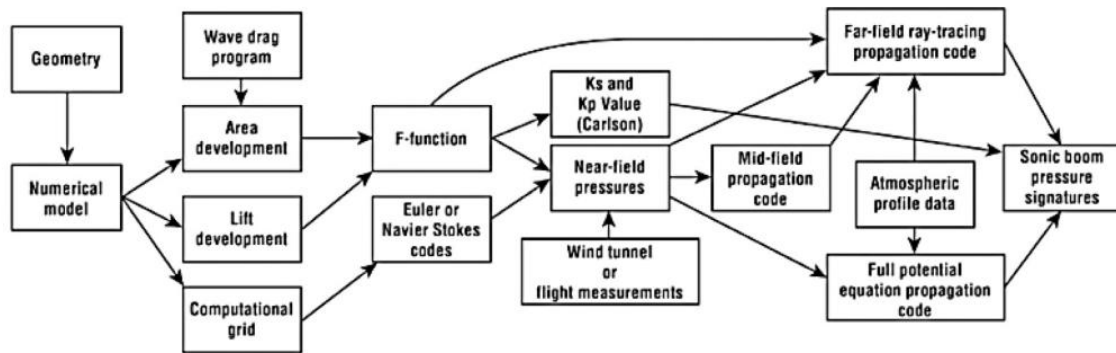 Geometry
Numerical
model
Wave drag
program
Area
development
Lift
development
Computational
grid
F-function
Euler or
Navier Stokes
codes
Ks and
Kp Value
(Carlson)
Near-field
pressures
Wind tunnel
or
flight measurements
Mid-field
propagation
code
Far-field ray-tracing
propagation code
Atmospheric
profile data
Full potential
equation propagation
code
Sonic boom
pressure
signatures